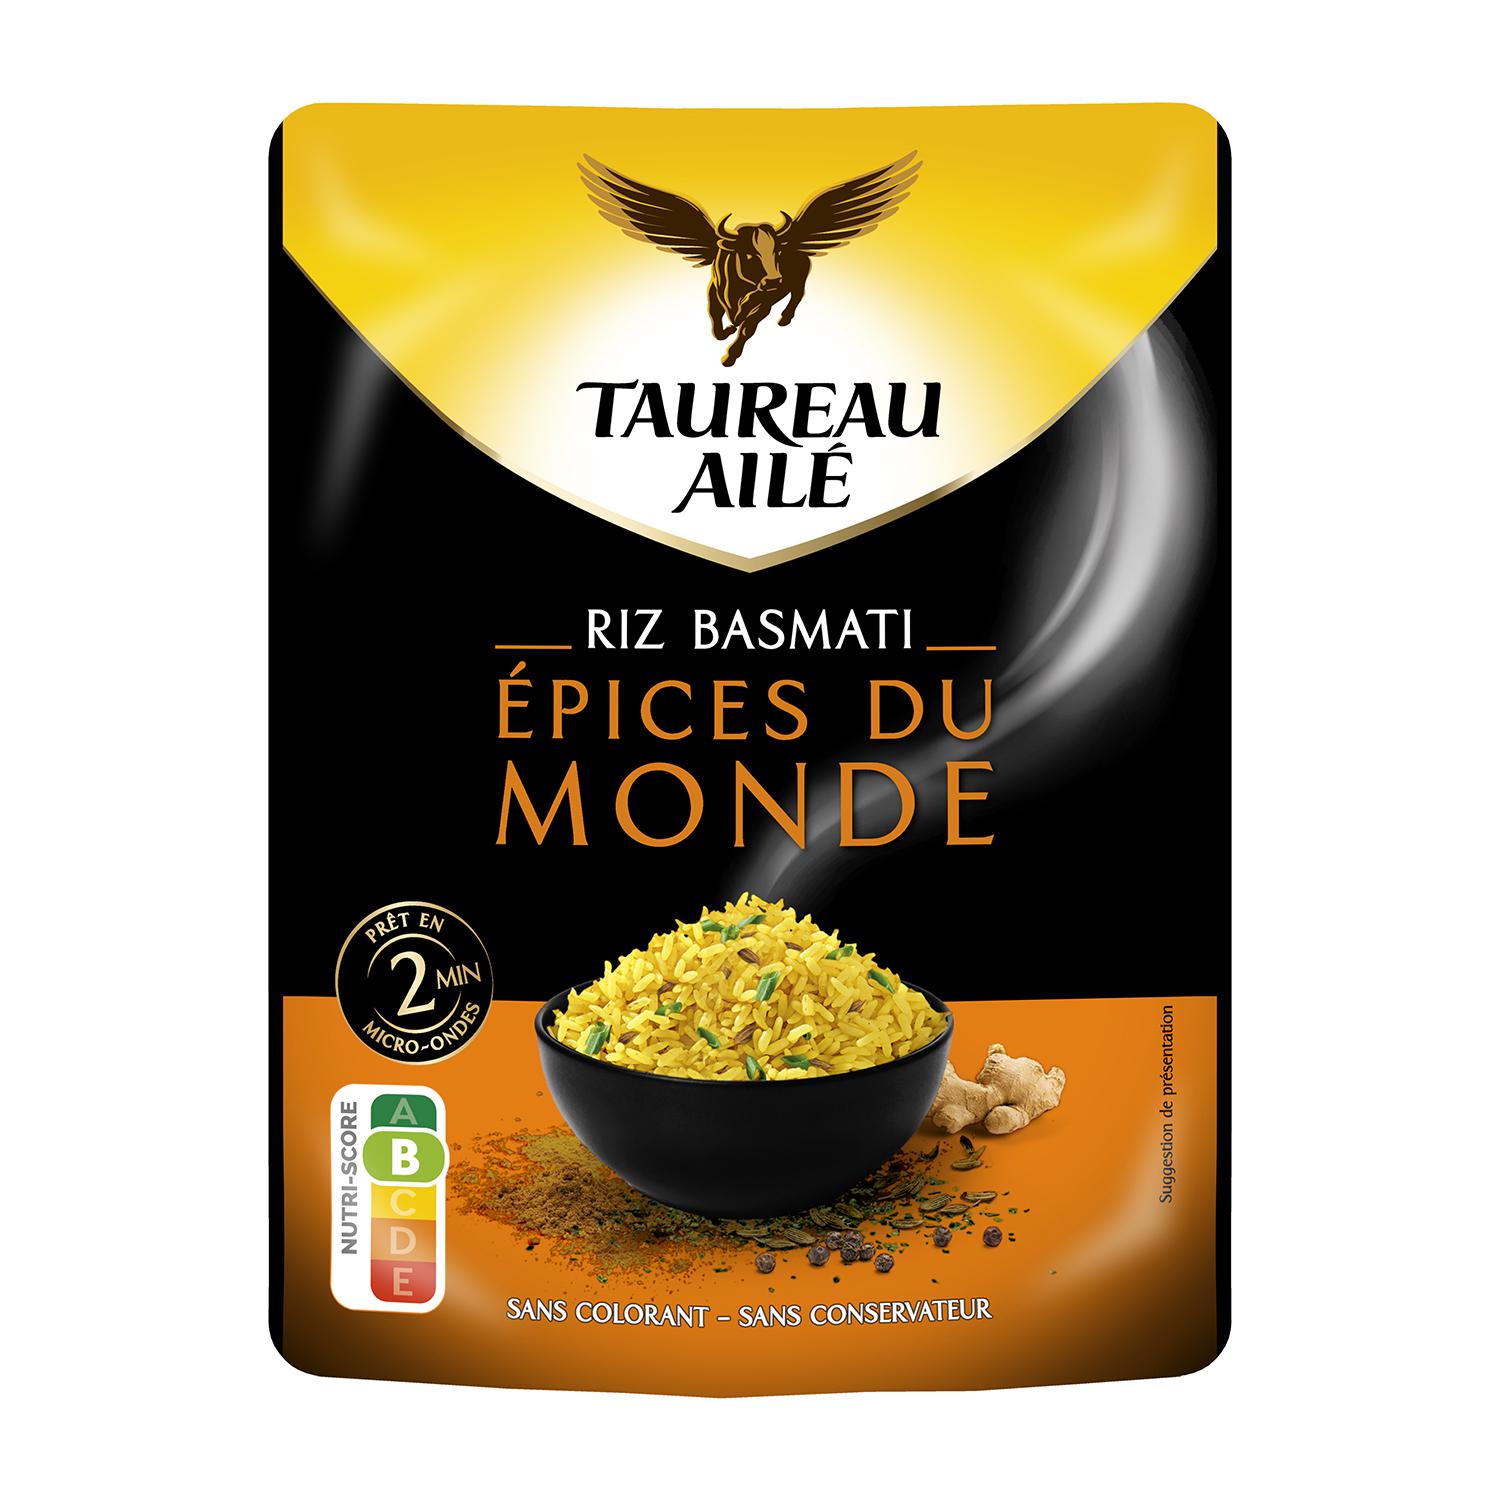 TAUREAU
AILÉ
RIZ BASMATI
ÉPICES DU
MONDE
PRÊT EN
2 MIN
MICRO-ONDES
NUTRI-SCORE
A
B
C
D
E
Suggestion de présentation
SANS COLORANT – SANS CONSERVATEUR